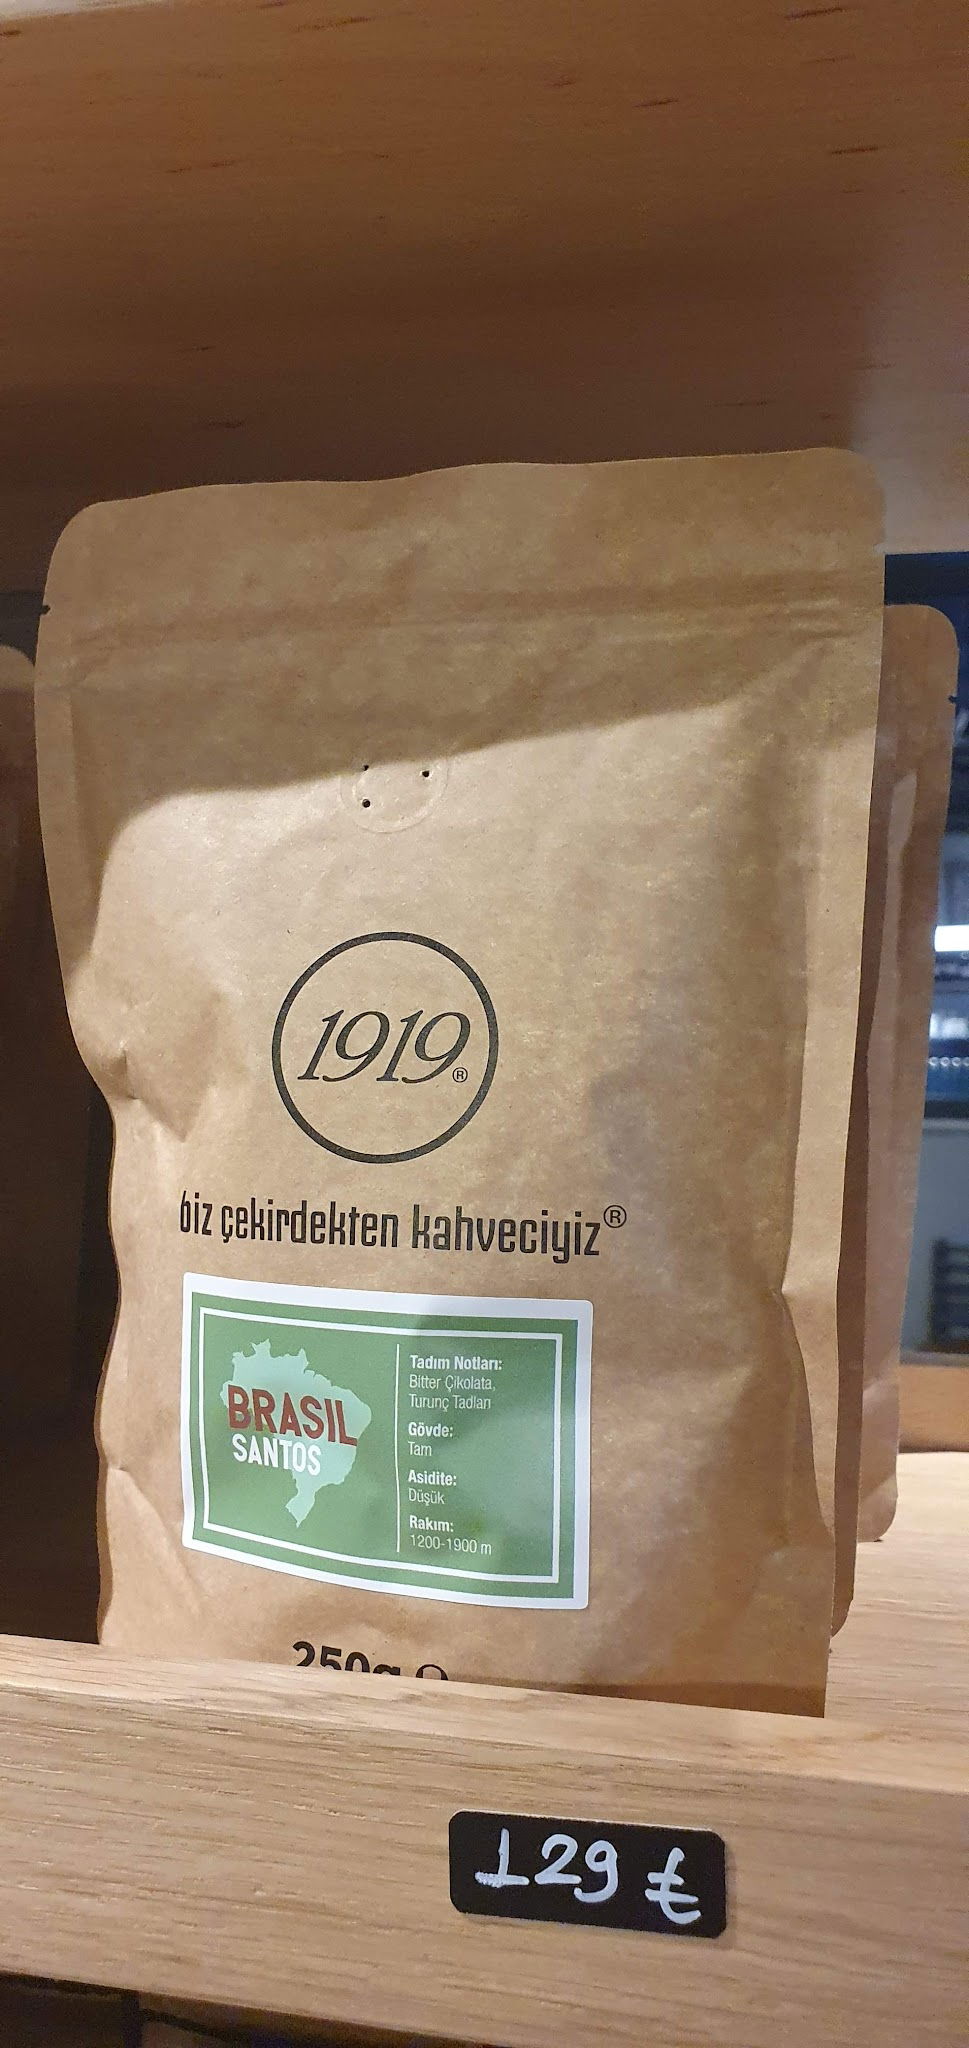 1919®
biz çekirdekten kahveciyiz®
BRASIL
SANTOS
Tadım Notları:
Bitter Çikolata,
Turunç Tadları
Gövde:
Tam
Asidite:
Düşük
Rakım:
1200-1900 m
250g ℮
129 ₺